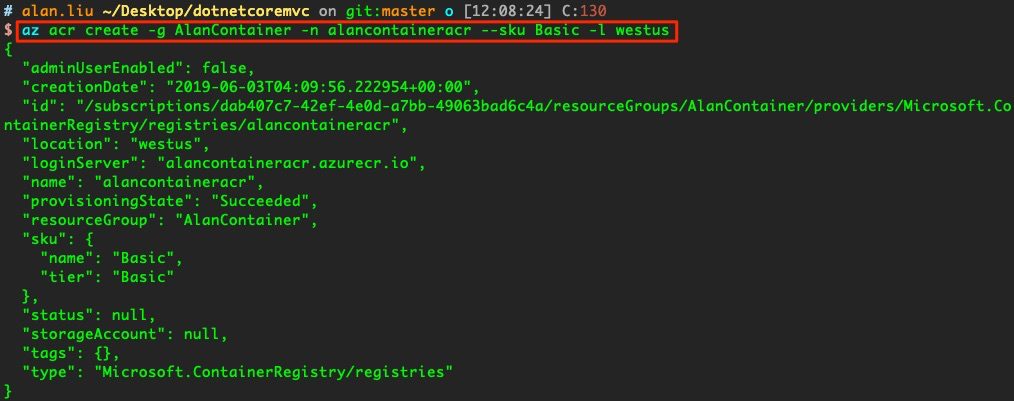 # alan.liu ~/Desktop/dotnetcoremvc on git:master o [12:08:24] C:130
$ az acr create -g AlanContainer -n alancontaineracr --sku Basic -l westus
{
  "adminUserEnabled": false,
  "creationDate": "2019-06-03T04:09:56.222954+00:00",
  "id": "/subscriptions/dab407c7-42ef-4e0d-a7bb-49063bad6c4a/resourceGroups/AlanContainer/providers/Microsoft.Co
ntainerRegistry/registries/alancontaineracr",
  "location": "westus",
  "loginServer": "alancontaineracr.azurecr.io",
  "name": "alancontaineracr",
  "provisioningState": "Succeeded",
  "resourceGroup": "AlanContainer",
  "sku": {
    "name": "Basic",
    "tier": "Basic"
  },
  "status": null,
  "storageAccount": null,
  "tags": {},
  "type": "Microsoft.ContainerRegistry/registries"
}